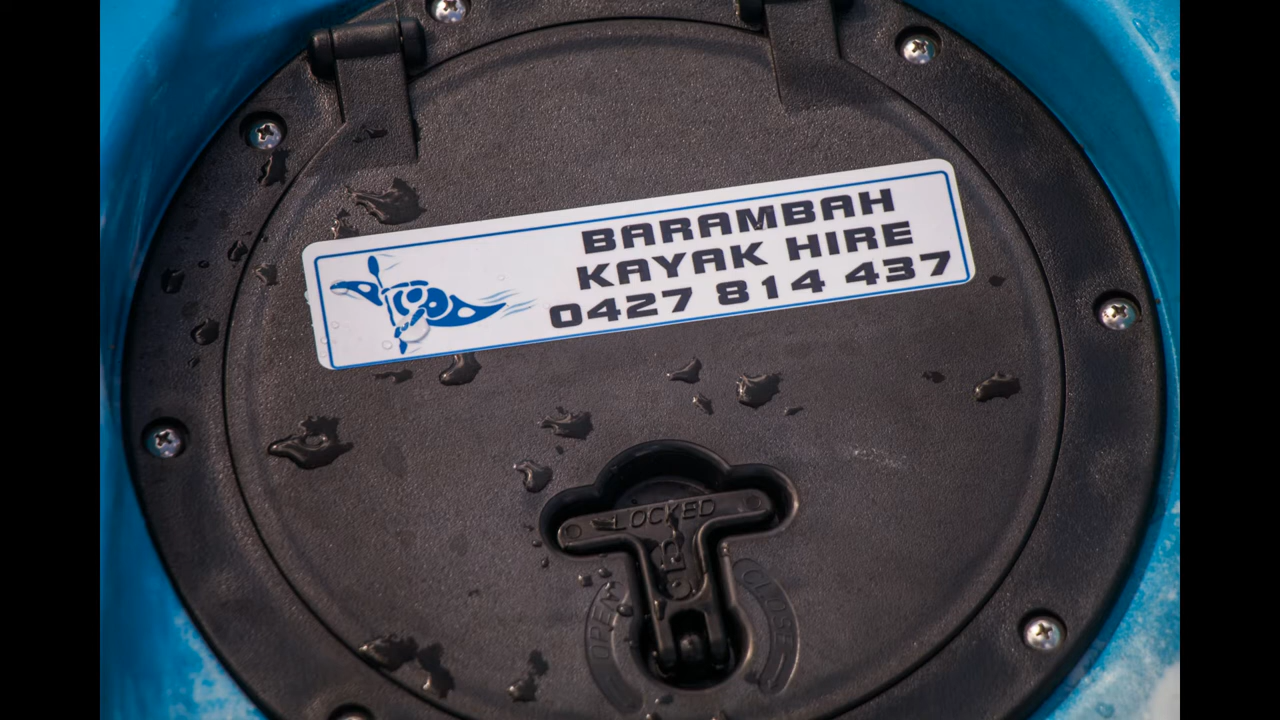 BARAMBAH
KAYAK HIRE
0427 814 437
LOCKED
OPEN
CLOSE